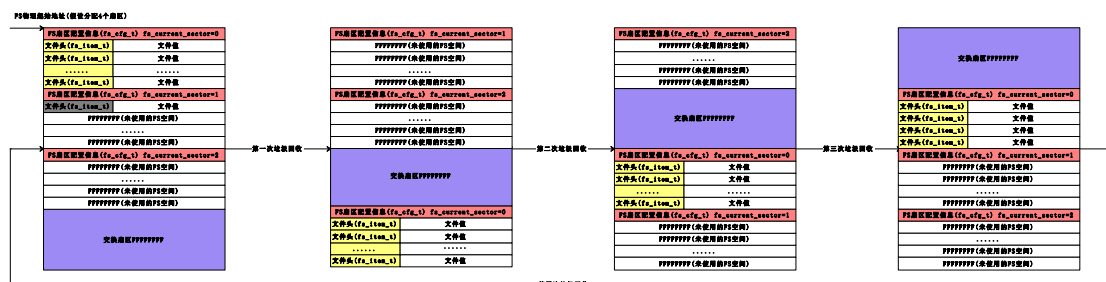 FS物理起始地址(假设分配4个扇区)
FS扇区配置信息(fs_cfg_t) fs_current_sector=0
文件头(fs_item_t) 文件值
文件头(fs_item_t) 文件值
...... ......
文件头(fs_item_t) 文件值
FS扇区配置信息(fs_cfg_t) fs_current_sector=1
文件头(fs_item_t) 文件值
FFFFFFFF(未使用的FS空间)
......
FFFFFFFF(未使用的FS空间)
FS扇区配置信息(fs_cfg_t) fs_current_sector=2
FFFFFFFF(未使用的FS空间)
......
FFFFFFFF(未使用的FS空间)
FFFFFFFF(未使用的FS空间)
交换扇区FFFFFFFF
第一次垃圾回收
FS扇区配置信息(fs_cfg_t) fs_current_sector=1
FFFFFFFF(未使用的FS空间)
......
FFFFFFFF(未使用的FS空间)
FFFFFFFF(未使用的FS空间)
FS扇区配置信息(fs_cfg_t) fs_current_sector=2
FFFFFFFF(未使用的FS空间)
......
FFFFFFFF(未使用的FS空间)
交换扇区FFFFFFFF
FS扇区配置信息(fs_cfg_t) fs_current_sector=0
文件头(fs_item_t) 文件值
文件头(fs_item_t) 文件值
...... ......
文件头(fs_item_t) 文件值
第二次垃圾回收
FS扇区配置信息(fs_cfg_t) fs_current_sector=2
FFFFFFFF(未使用的FS空间)
......
FFFFFFFF(未使用的FS空间)
FFFFFFFF(未使用的FS空间)
交换扇区FFFFFFFF
FS扇区配置信息(fs_cfg_t) fs_current_sector=0
文件头(fs_item_t) 文件值
文件头(fs_item_t) 文件值
...... ......
文件头(fs_item_t) 文件值
FS扇区配置信息(fs_cfg_t) fs_current_sector=1
FFFFFFFF(未使用的FS空间)
......
FFFFFFFF(未使用的FS空间)
FFFFFFFF(未使用的FS空间)
第三次垃圾回收
交换扇区FFFFFFFF
FS扇区配置信息(fs_cfg_t) fs_current_sector=0
文件头(fs_item_t) 文件值
文件头(fs_item_t) 文件值
文件头(fs_item_t) 文件值
文件头(fs_item_t) 文件值
FS扇区配置信息(fs_cfg_t) fs_current_sector=1
FFFFFFFF(未使用的FS空间)
FFFFFFFF(未使用的FS空间)
......
FFFFFFFF(未使用的FS空间)
FS扇区配置信息(fs_cfg_t) fs_current_sector=2
FFFFFFFF(未使用的FS空间)
......
FFFFFFFF(未使用的FS空间)
FFFFFFFF(未使用的FS空间)